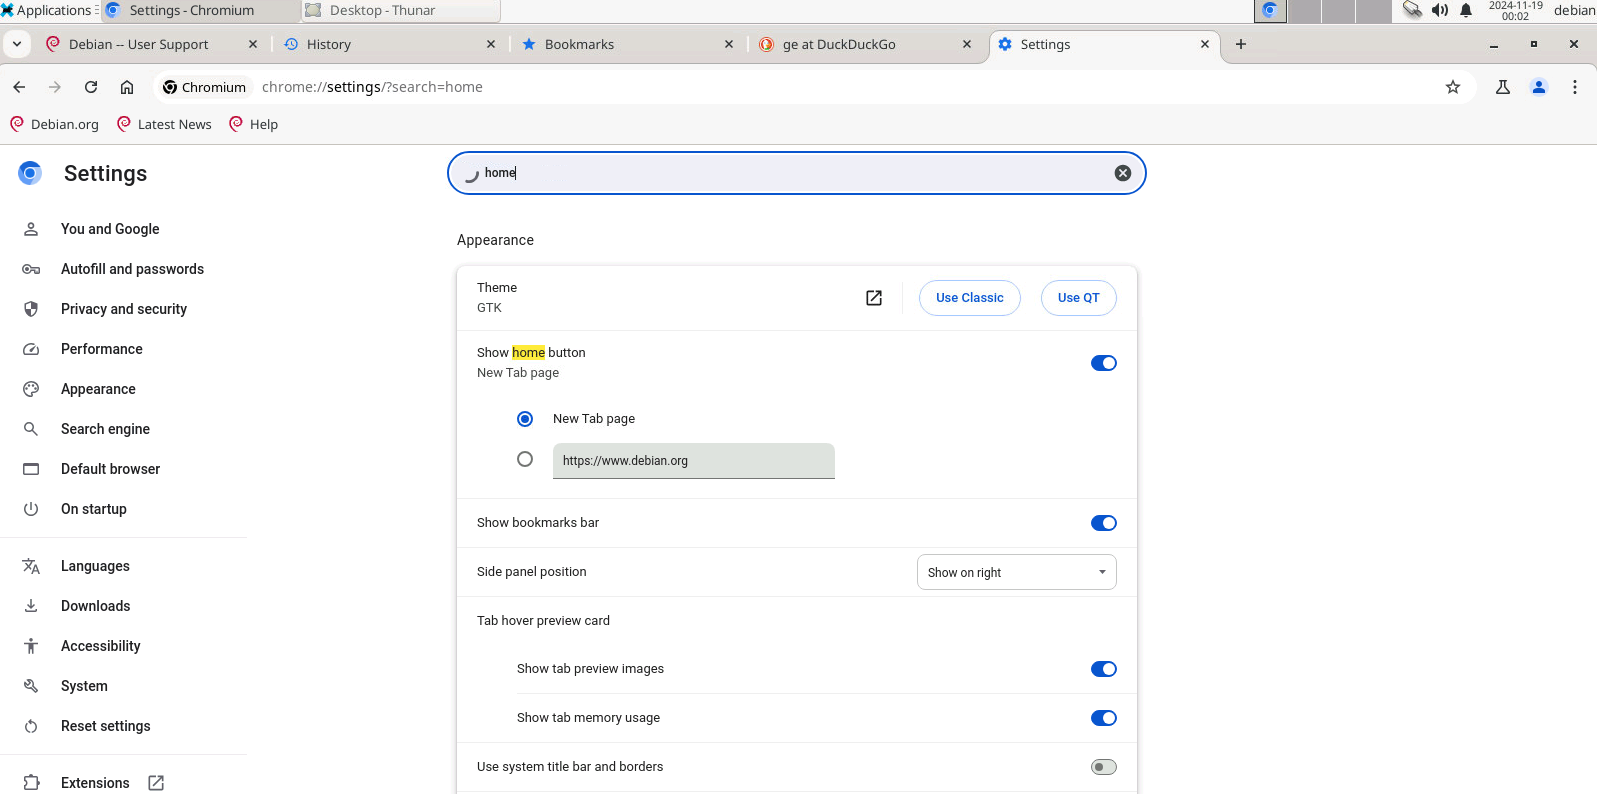 Applications
Settings - Chromium
Desktop - Thunar
2024-11-19
00:02
debian
Debian -- User Support
History
Bookmarks
ge at DuckDuckGo
Settings
Chromium
chrome://settings/?search=home
Debian.org
Latest News
Help
Settings
home
You and Google
Autofill and passwords
Privacy and security
Performance
Appearance
Search engine
Default browser
On startup
Languages
Downloads
Accessibility
System
Reset settings
Extensions
Appearance
Theme
GTK
Use Classic
Use QT
Show home button
New Tab page
New Tab page
https://www.debian.org
Show bookmarks bar
Side panel position
Show on right
Tab hover preview card
Show tab preview images
Show tab memory usage
Use system title bar and borders